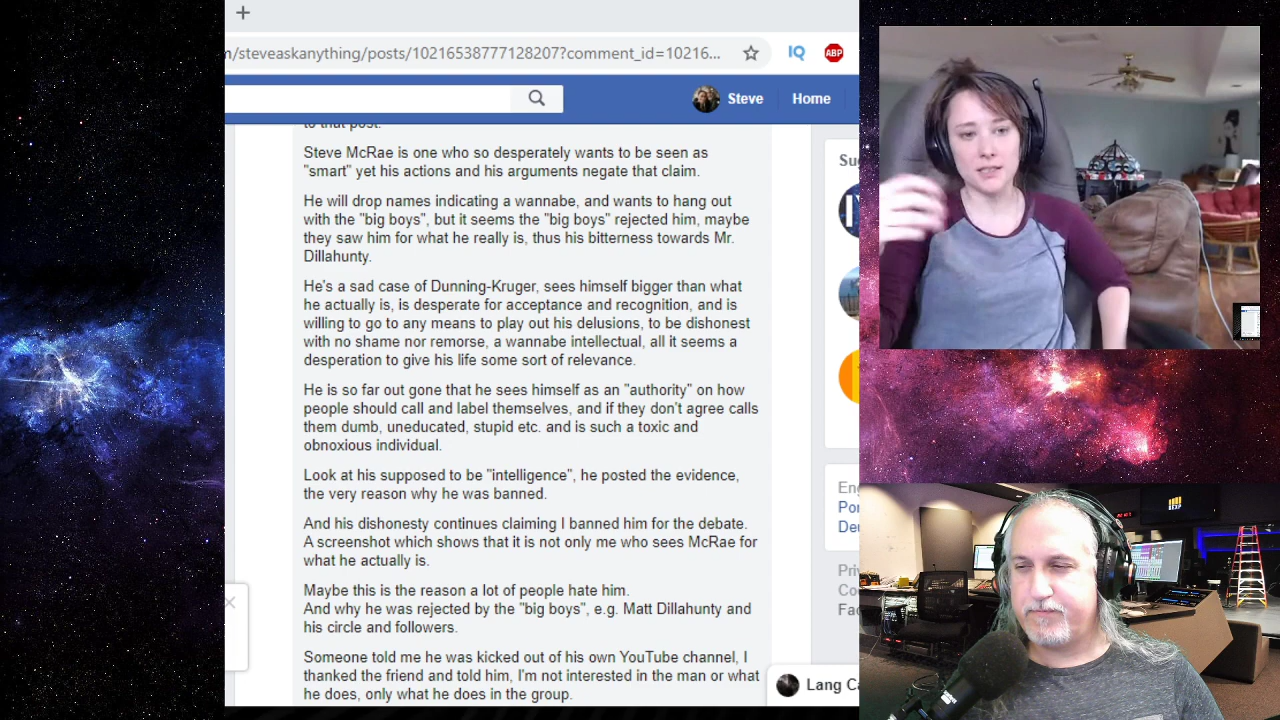 +
m/steveaskanything/posts/10216538777128207?comment_id=10216...
IQ
ABP
Steve
Home
to that post.
Su
Steve McRae is one who so desperately wants to be seen as
"smart" yet his actions and his arguments negate that claim.
He will drop names indicating a wannabe, and wants to hang out
with the "big boys", but it seems the "big boys" rejected him, maybe
they saw him for what he really is, thus his bitterness towards Mr.
Dillahunty.
He's a sad case of Dunning-Kruger, sees himself bigger than what
he actually is, is desperate for acceptance and recognition, and is
willing to go to any means to play out his delusions, to be dishonest
with no shame nor remorse, a wannabe intellectual, all it seems a
desperation to give his life some sort of relevance.
He is so far out gone that he sees himself as an "authority" on how
people should call and label themselves, and if they don't agree calls
them dumb, uneducated, stupid etc. and is such a toxic and
obnoxious individual.
Look at his supposed to be "intelligence", he posted the evidence,
the very reason why he was banned.
And his dishonesty continues claiming I banned him for the debate.
A screenshot which shows that it is not only me who sees McRae for
what he actually is.
Maybe this is the reason a lot of people hate him.
And why he was rejected by the "big boys", e.g. Matt Dillahunty and
his circle and followers.
Someone told me he was kicked out of his own YouTube channel, I
thanked the friend and told him, I'm not interested in the man or what
he does, only what he does in the group.
Eng
Por
Deu
Priv
Coo
Fac
Lang Ca